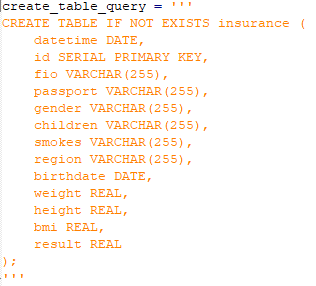 create_table_query = '''
CREATE TABLE IF NOT EXISTS insurance (
    datetime DATE,
    id SERIAL PRIMARY KEY,
    fio VARCHAR(255),
    passport VARCHAR(255),
    gender VARCHAR(255),
    children VARCHAR(255),
    smokes VARCHAR(255),
    region VARCHAR(255),
    birthdate DATE,
    weight REAL,
    height REAL,
    bmi REAL,
    result REAL
);
'''